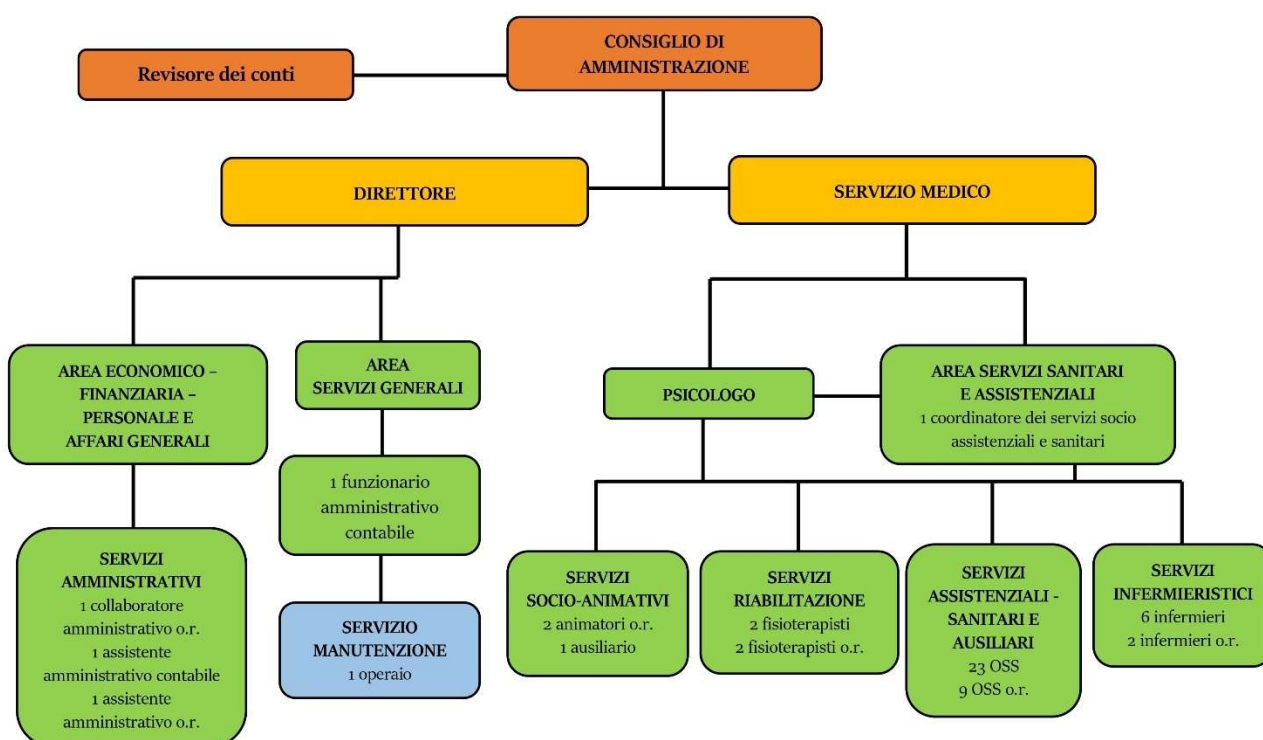 CONSIGLIO DI
AMMINISTRAZIONE
Revisore dei conti
DIRETTORE
SERVIZIO MEDICO
AREA ECONOMICO –
FINANZIARIA –
PERSONALE E
AFFARI GENERALI
AREA
SERVIZI GENERALI
PSICOLOGO
AREA SERVIZI SANITARI
E ASSISTENZIALI
1 coordinatore dei servizi socio
assistenziali e sanitari
1 funzionario
amministrativo
contabile
SERVIZI
AMMINISTRATIVI
1 collaboratore
amministrativo o.r.
1 assistente
amministrativo contabile
1 assistente
amministrativo o.r.
SERVIZIO
MANUTENZIONE
1 operaio
SERVIZI
SOCIO-ANIMATIVI
2 animatori o.r.
1 ausiliario
SERVIZI
RIABILITAZIONE
2 fisioterapisti
2 fisioterapisti o.r.
SERVIZI
ASSISTENZIALI -
SANITARI E
AUSILIARI
23 OSS
9 OSS o.r.
SERVIZI
INFERMIERISTICI
6 infermieri
2 infermieri o.r.